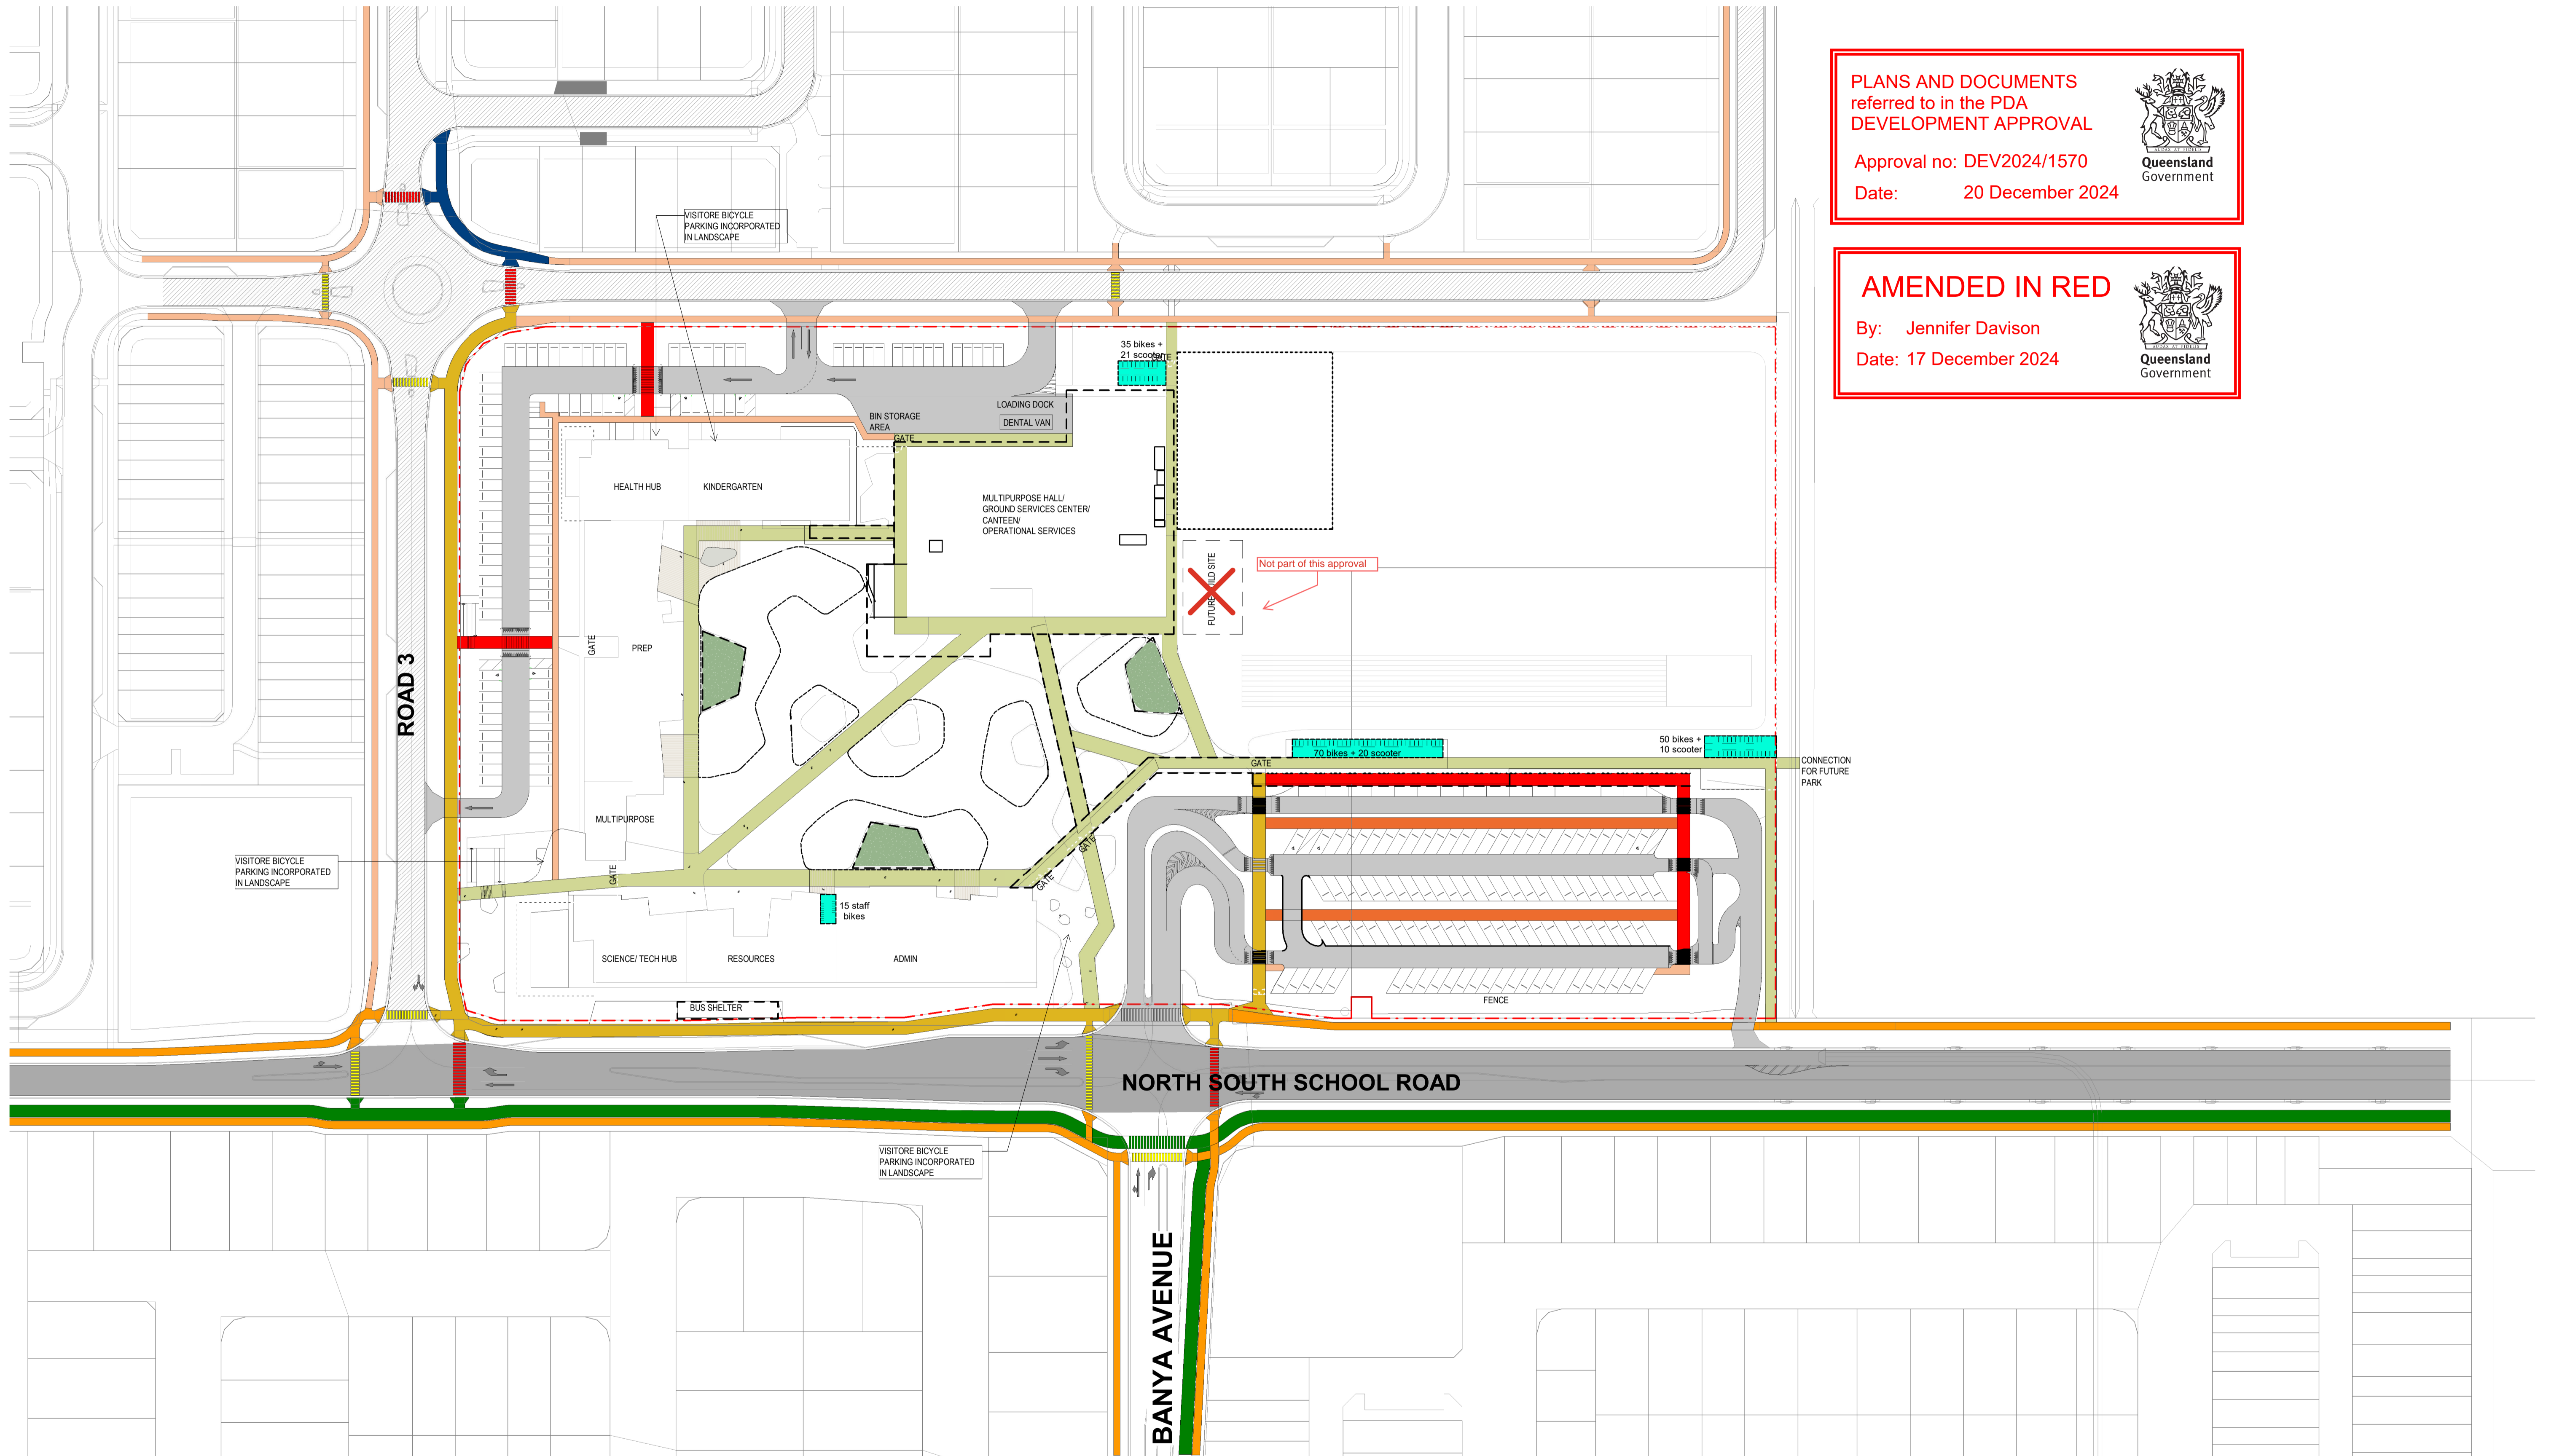 PLANS AND DOCUMENTS
referred to in the PDA
DEVELOPMENT APPROVAL
Approval no: DEV2024/1570
Date: 20 December 2024
Queensland
Government
AMENDED IN RED
By: Jennifer Davison
Date: 17 December 2024
Queensland
Government
VISITORE BICYCLE
PARKING INCORPORATED
IN LANDSCAPE
35 bikes +
21 scooter
GATE
LOADING DOCK
DENTAL VAN
BIN STORAGE
AREA
GATE
HEALTH HUB
KINDERGARTEN
MULTIPURPOSE HALL/
GROUND SERVICES CENTER/
CANTEEN/
OPERATIONAL SERVICES
Not part of this approval
GATE
PREP
ROAD 3
70 bikes + 20 scooter
50 bikes +
10 scooter
GATE
CONNECTION
FOR FUTURE
PARK
MULTIPURPOSE
VISITORE BICYCLE
PARKING INCORPORATED
IN LANDSCAPE
GATE
GATE
GATE
15 staff
bikes
SCIENCE/ TECH HUB
RESOURCES
ADMIN
BUS SHELTER
FENCE
NORTH SOUTH SCHOOL ROAD
VISITORE BICYCLE
PARKING INCORPORATED
IN LANDSCAPE
BANYA AVENUE